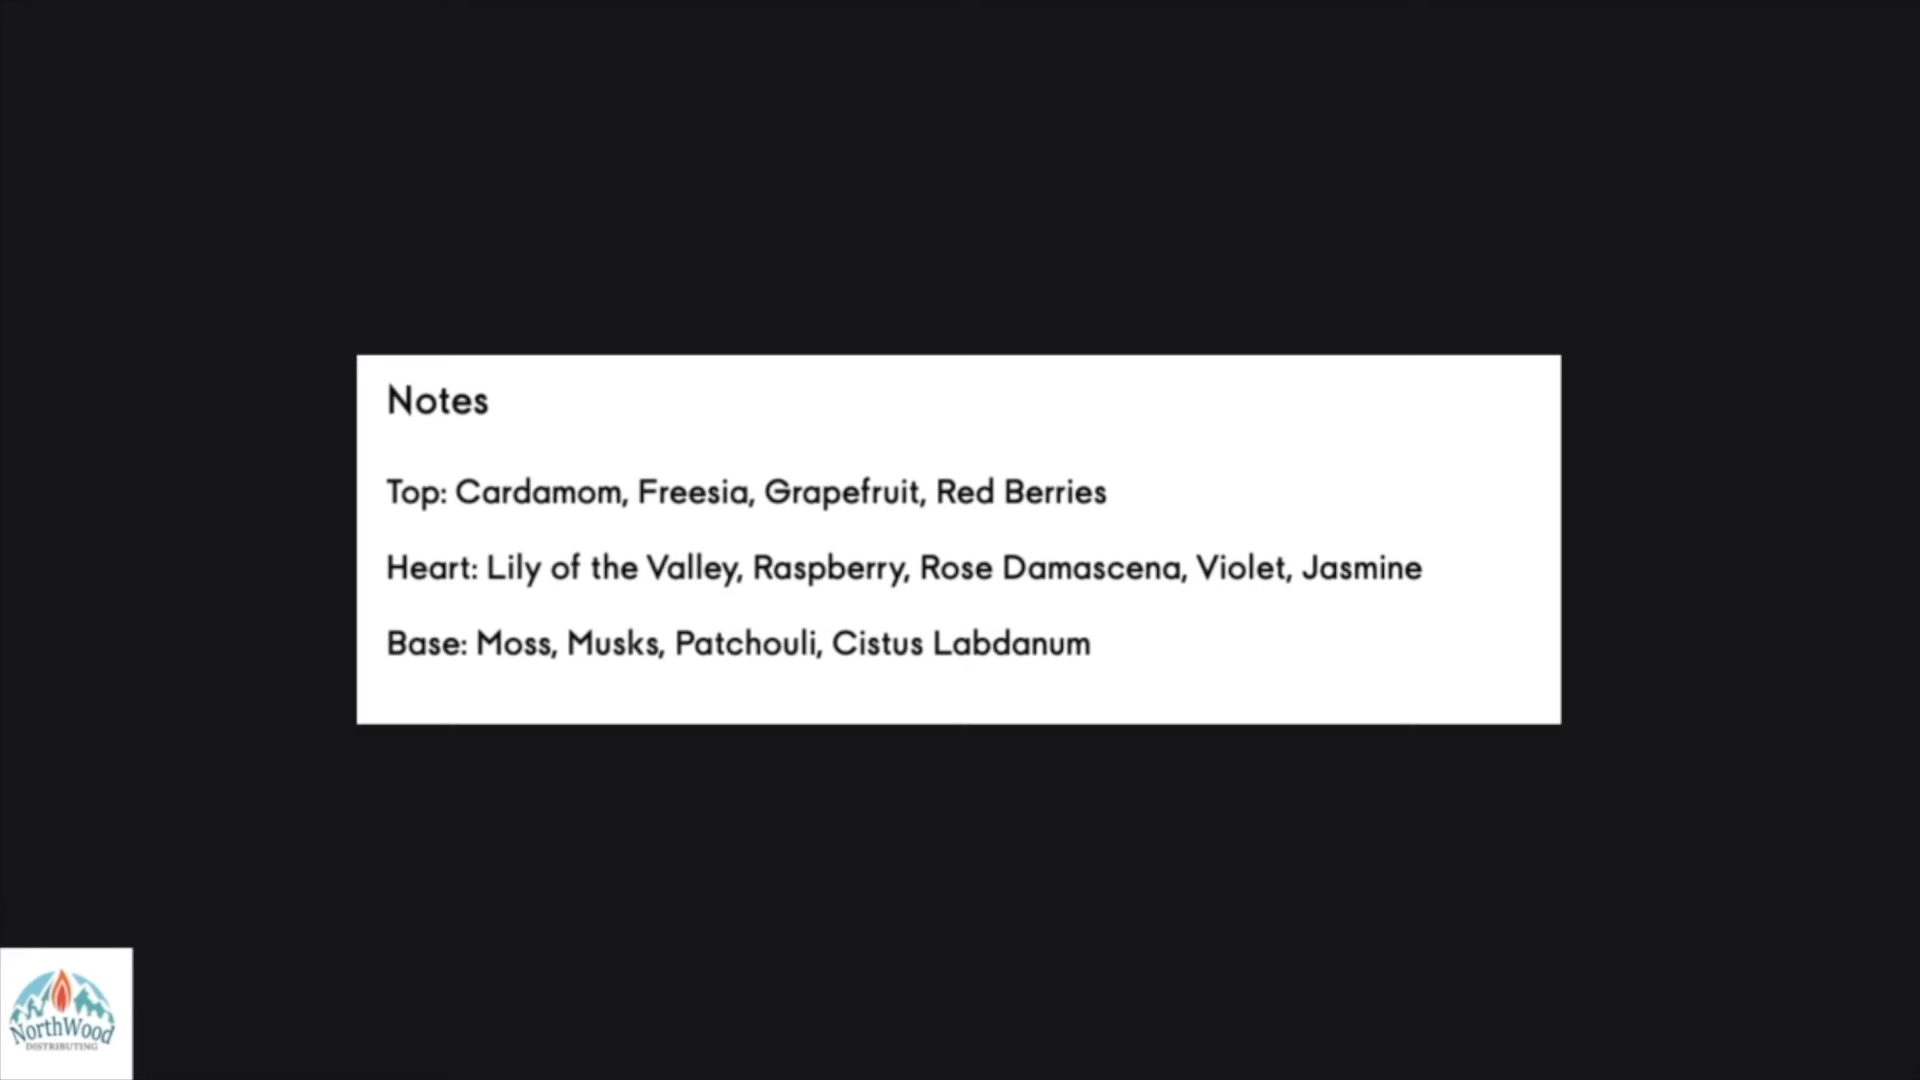 Notes
Top: Cardamom, Freesia, Grapefruit, Red Berries
Heart: Lily of the Valley, Raspberry, Rose Damascena, Violet, Jasmine
Base: Moss, Musks, Patchouli, Cistus Labdanum
NorthWood
DISTRIBUTING